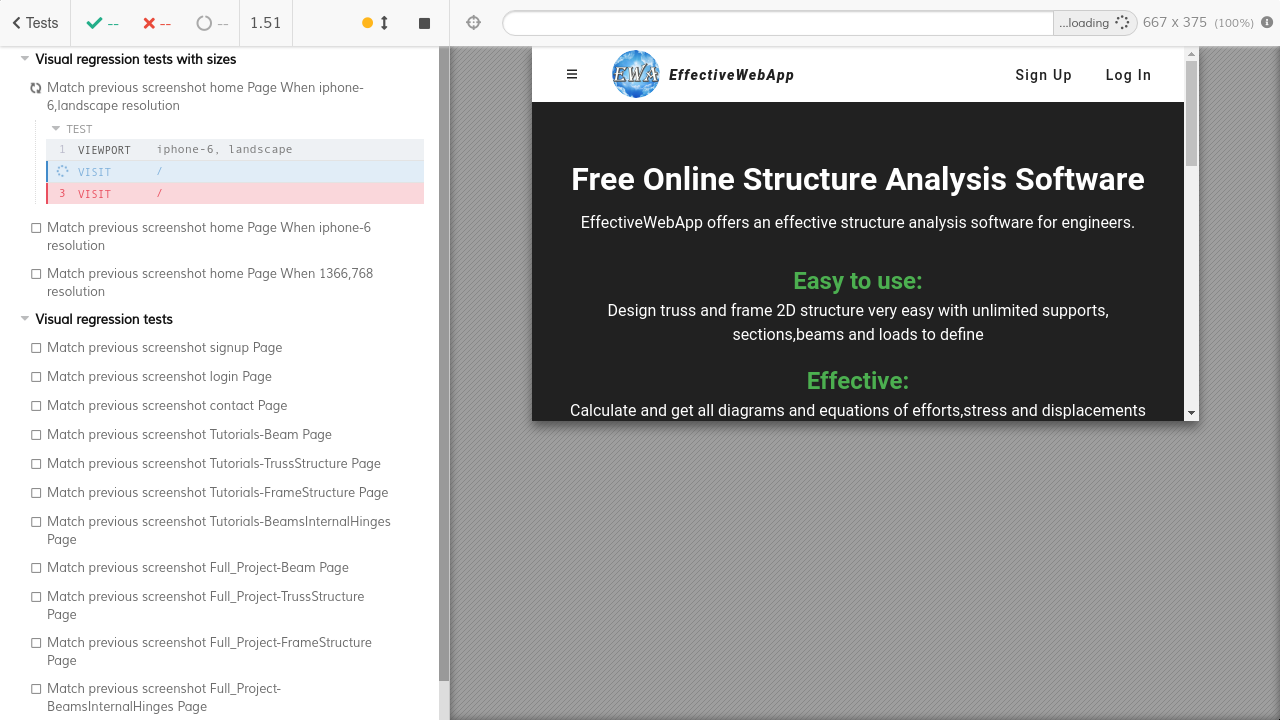 Tests -- -- -- 1.51
...loading 667 x 375 (100%)
Visual regression tests with sizes
Match previous screenshot home Page When iphone-
6,landscape resolution
TEST
1 VIEWPORT iphone-6, landscape
VISIT /
3 VISIT /
Match previous screenshot home Page When iphone-6
resolution
Match previous screenshot home Page When 1366,768
resolution
Visual regression tests
Match previous screenshot signup Page
Match previous screenshot login Page
Match previous screenshot contact Page
Match previous screenshot Tutorials-Beam Page
Match previous screenshot Tutorials-TrussStructure Page
Match previous screenshot Tutorials-FrameStructure Page
Match previous screenshot Tutorials-BeamsInternalHinges
Page
Match previous screenshot Full_Project-Beam Page
Match previous screenshot Full_Project-TrussStructure
Page
Match previous screenshot Full_Project-FrameStructure
Page
Match previous screenshot Full_Project-
BeamsInternalHinges Page
EWA EffectiveWebApp Sign Up Log In
Free Online Structure Analysis Software
EffectiveWebApp offers an effective structure analysis software for engineers.
Easy to use:
Design truss and frame 2D structure very easy with unlimited supports,
sections,beams and loads to define
Effective:
Calculate and get all diagrams and equations of efforts,stress and displacements